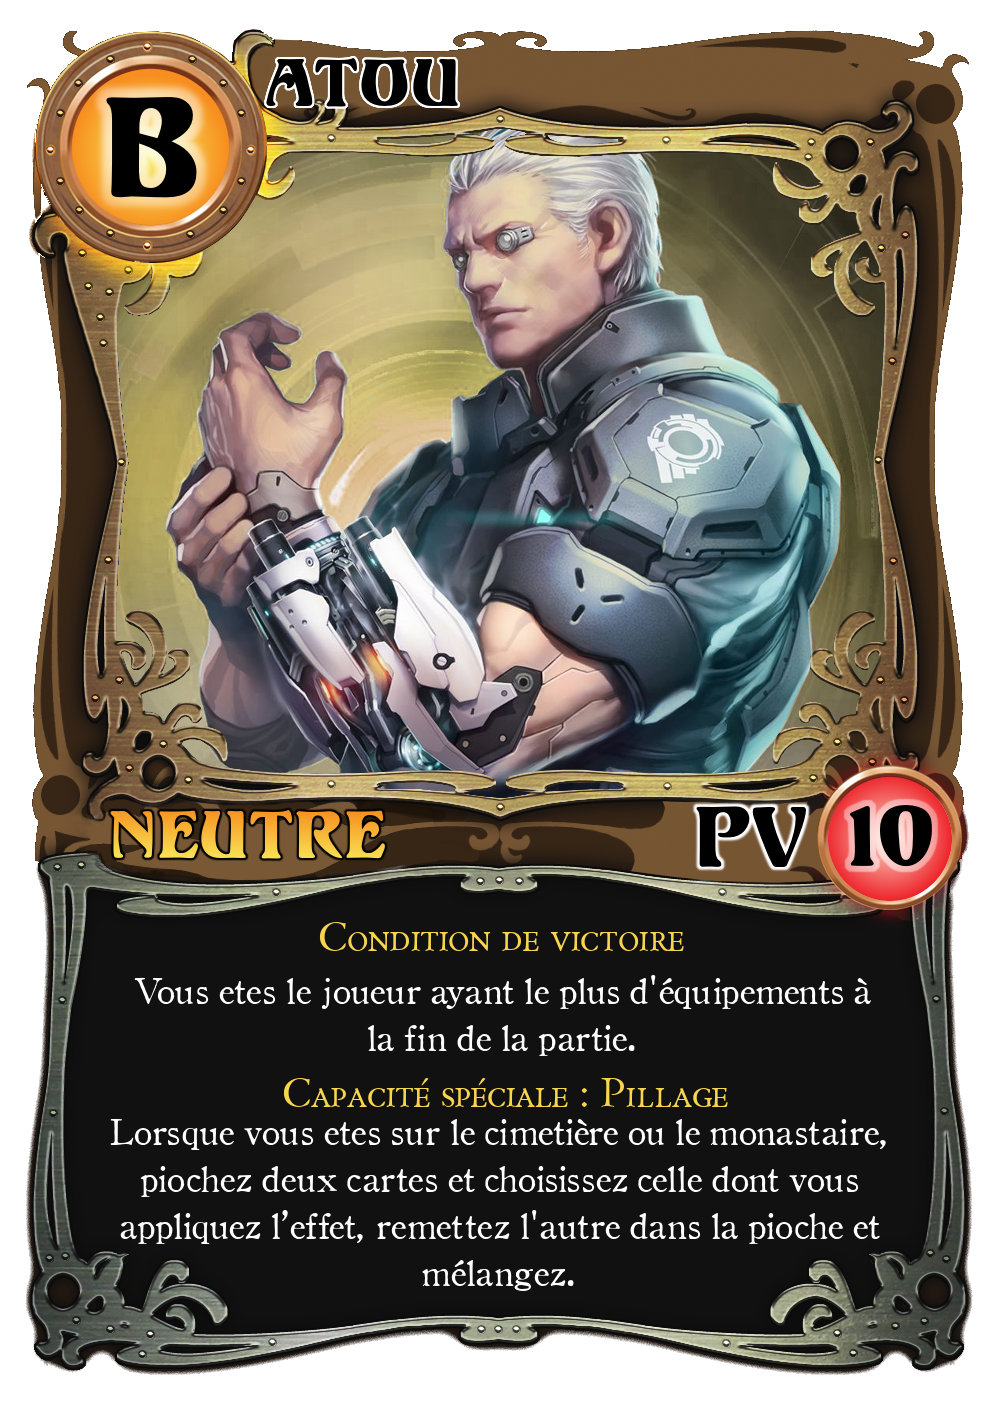 BATOU
NEUTRE
PV 10
Condition de victoire
Vous etes le joueur ayant le plus d'équipements à
la fin de la partie.
Capacité spéciale : Pillage
Lorsque vous etes sur le cimetière ou le monastaire,
piochez deux cartes et choisissez celle dont vous
appliquez l’effet, remettez l'autre dans la pioche et
mélangez.